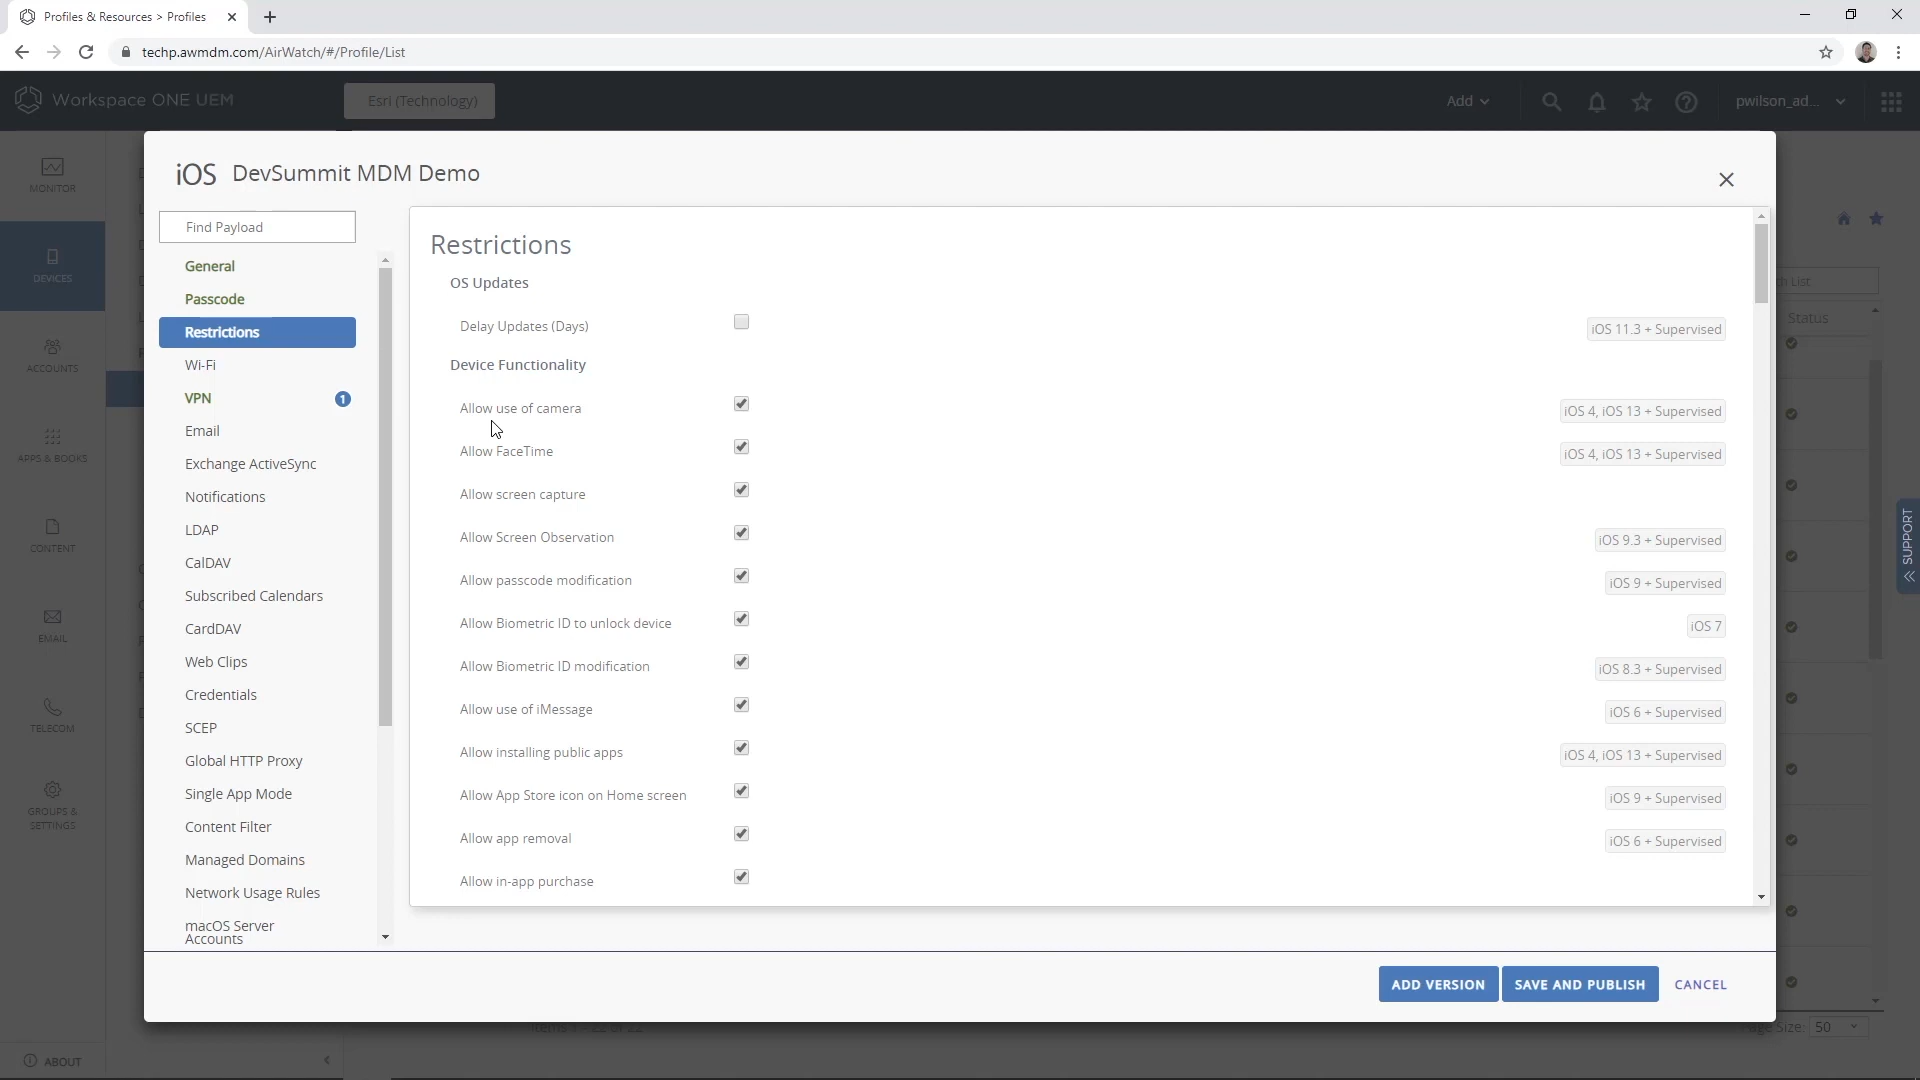 Profiles & Resources > Profiles
techp.awmdm.com/AirWatch/#/Profile/List
Workspace ONE UEM
Esri (Technology)
Add
pwilson_ad...
MONITOR
DEVICES
ACCOUNTS
APPS & BOOKS
CONTENT
EMAIL
TELECOM
GROUPS &
SETTINGS
ABOUT
iOS DevSummit MDM Demo
Find Payload
General
Passcode
Restrictions
Wi-Fi
VPN 1
Email
Exchange ActiveSync
Notifications
LDAP
CalDAV
Subscribed Calendars
CardDAV
Web Clips
Credentials
SCEP
Global HTTP Proxy
Single App Mode
Content Filter
Managed Domains
Network Usage Rules
macOS Server
Accounts
Restrictions
OS Updates
Delay Updates (Days) iOS 11.3 + Supervised
Device Functionality
Allow use of camera iOS 4, iOS 13 + Supervised
Allow FaceTime iOS 4, iOS 13 + Supervised
Allow screen capture
Allow Screen Observation iOS 9.3 + Supervised
Allow passcode modification iOS 9 + Supervised
Allow Biometric ID to unlock device iOS 7
Allow Biometric ID modification iOS 8.3 + Supervised
Allow use of iMessage iOS 6 + Supervised
Allow installing public apps iOS 4, iOS 13 + Supervised
Allow App Store icon on Home screen iOS 9 + Supervised
Allow app removal iOS 6 + Supervised
Allow in-app purchase
ADD VERSION
SAVE AND PUBLISH
CANCEL
List
Status
SUPPORT
Size: 50